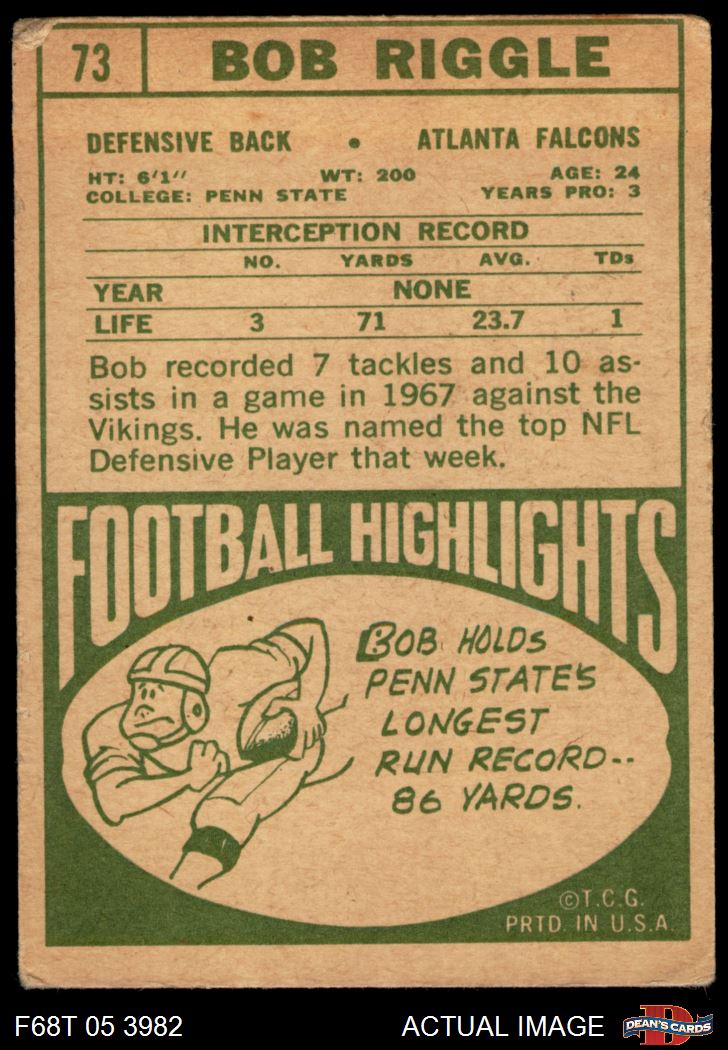 73 BOB RIGGLE
DEFENSIVE BACK • ATLANTA FALCONS
HT: 6'1" WT: 200 AGE: 24
COLLEGE: PENN STATE YEARS PRO: 3
INTERCEPTION RECORD
NO. YARDS AVG. TDs
YEAR NONE
LIFE 3 71 23.7 1
Bob recorded 7 tackles and 10 as-
sists in a game in 1967 against the
Vikings. He was named the top NFL
Defensive Player that week.
FOOTBALL HIGHLIGHTS
BOB HOLDS
PENN STATE'S
LONGEST
RUN RECORD--
86 YARDS.
©T.C.G.
PRTD. IN U.S.A.
F68T 05 3982 ACTUAL IMAGE D DEAN'S CARDS